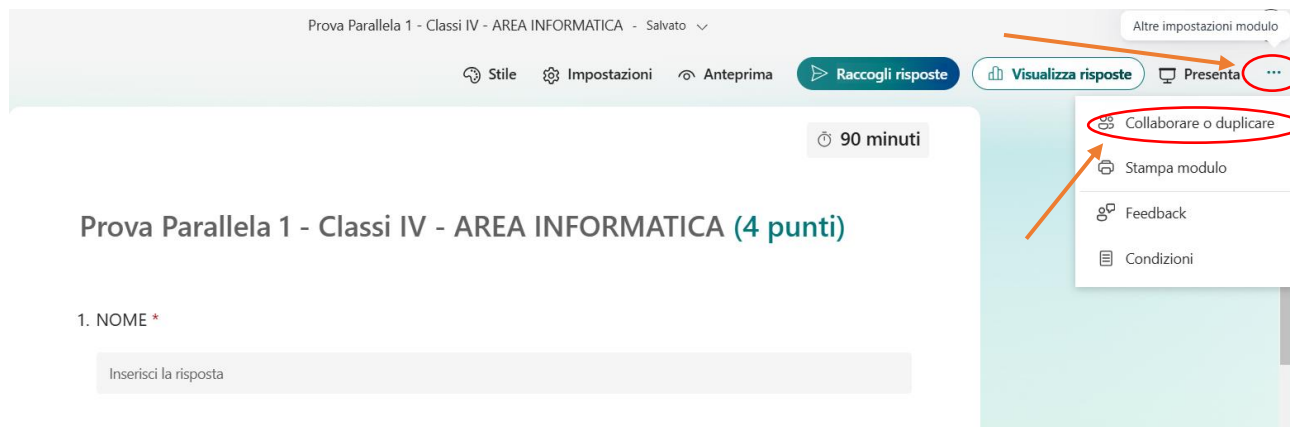 Prova Parallela 1 - Classi IV - AREA INFORMATICA - Salvato
Altre impostazioni modulo
Stile Impostazioni Anteprima Raccogli risposte Visualizza risposte Presenta ...
Collaborare o duplicare
90 minuti
Stampa modulo
Prova Parallela 1 - Classi IV - AREA INFORMATICA (4 punti)
Feedback
Condizioni
1. NOME *
Inserisci la risposta